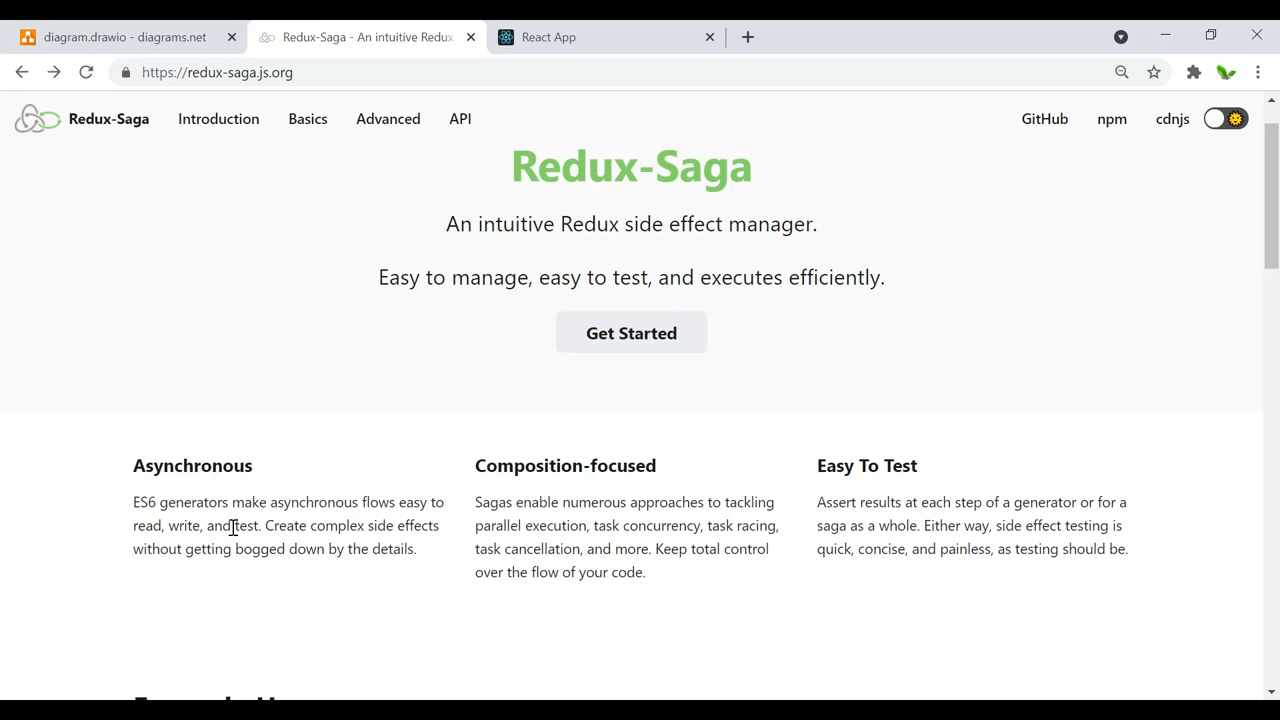 diagram.drawio - diagrams.net
Redux-Saga - An intuitive Redux
React App
https://redux-saga.js.org
Redux-Saga
Introduction
Basics
Advanced
API
GitHub
npm
cdnjs
Redux-Saga
An intuitive Redux side effect manager.
Easy to manage, easy to test, and executes efficiently.
Get Started
Asynchronous
ES6 generators make asynchronous flows easy to
read, write, and test. Create complex side effects
without getting bogged down by the details.
Composition-focused
Sagas enable numerous approaches to tackling
parallel execution, task concurrency, task racing,
task cancellation, and more. Keep total control
over the flow of your code.
Easy To Test
Assert results at each step of a generator or for a
saga as a whole. Either way, side effect testing is
quick, concise, and painless, as testing should be.